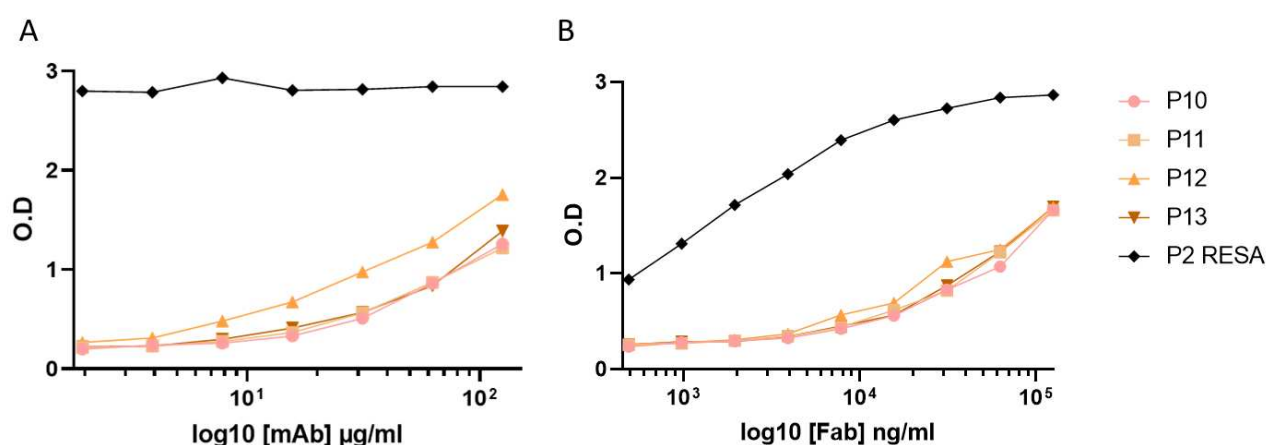 A
B
3
2
1
0
O.D
10¹
10²
log10 [mAb] µg/ml
3
2
1
0
O.D
10³
10⁴
10⁵
log10 [Fab] ng/ml
P10
P11
P12
P13
P2 RESA